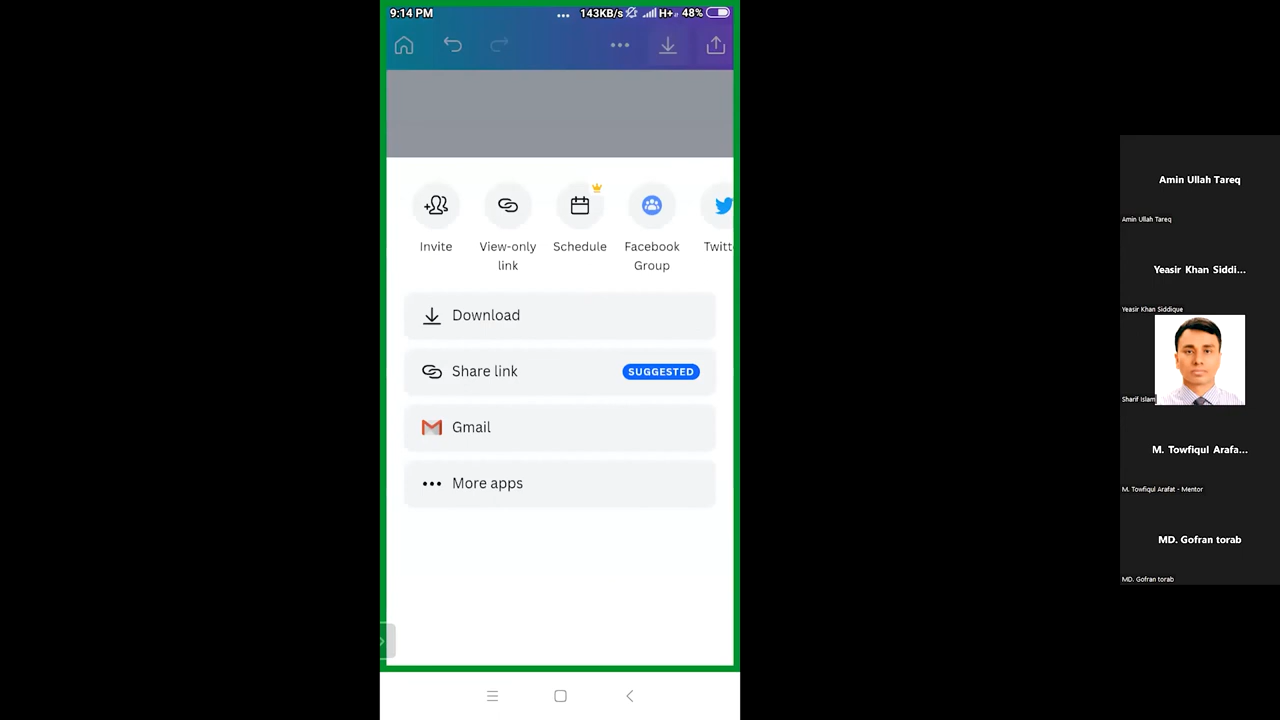 9:14 PM
143KB/s H+ 48%
Invite
View-only
link
Schedule
Facebook
Group
Twitt
Download
Share link
SUGGESTED
Gmail
More apps
Amin Ullah Tareq
Amin Ullah Tareq
Yeasir Khan Siddi...
Yeasir Khan Siddique
Sharif Islam
M. Towfiqul Arafa...
M. Towfiqul Arafat - Mentor
MD. Gofran torab
MD. Gofran torab